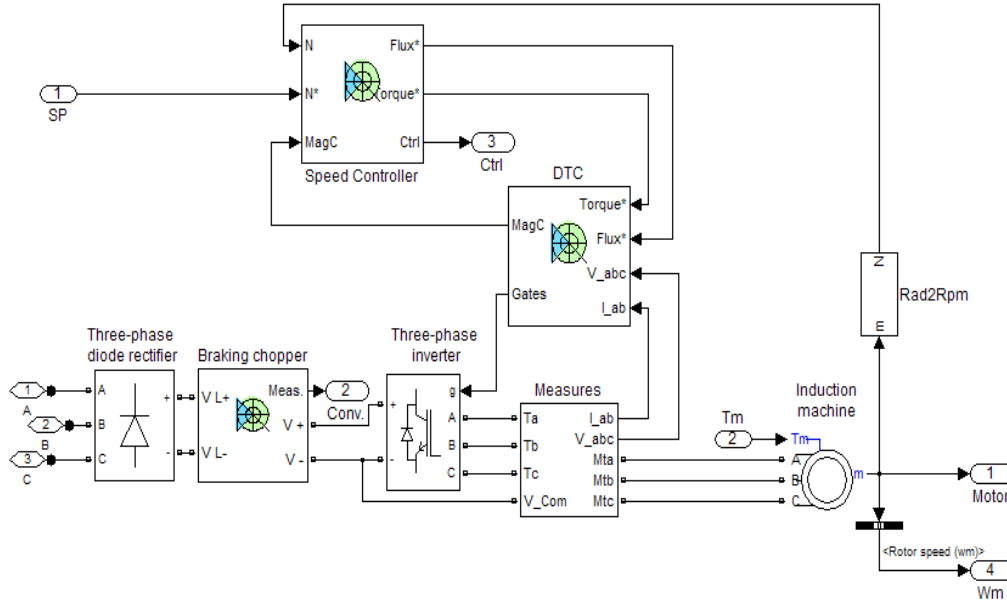 N
Flux*
1
SP
N*
orque*
MagC
Ctrl
3
Ctrl
Speed Controller
DTC
Torque*
MagC
Flux*
V_abc
Gates
I_ab
N
m
Rad2Rpm
Three-phase
diode rectifier
Braking chopper
Three-phase
inverter
Measures
Induction
machine
1
A
A
+
V L+
Meas.
2
Conv.
g
2
B
B
V +
+
A
Ta
I_ab
Tm
2
Tm
V_abc
B
Tb
3
C
C
-
V L-
V -
-
C
Tc
Mta
A
Mtb
B
m
1
Motor
V_Com
Mtc
C
<Rotor speed (wm)>
4
Wm